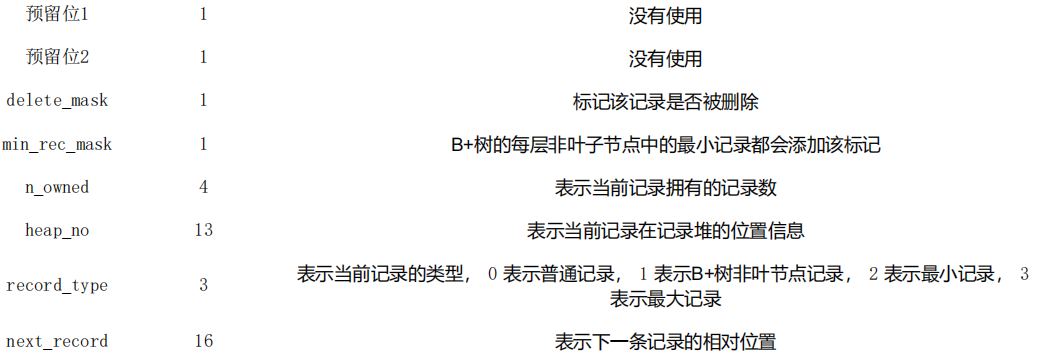 预留位1 1 没有使用
预留位2 1 没有使用
delete_mask 1 标记该记录是否被删除
min_rec_mask 1 B+树的每层非叶子节点中的最小记录都会添加该标记
n_owned 4 表示当前记录拥有的记录数
heap_no 13 表示当前记录在记录堆的位置信息
record_type 3 表示当前记录的类型， 0 表示普通记录， 1 表示B+树非叶节点记录， 2 表示最小记录， 3
表示最大记录
next_record 16 表示下一条记录的相对位置